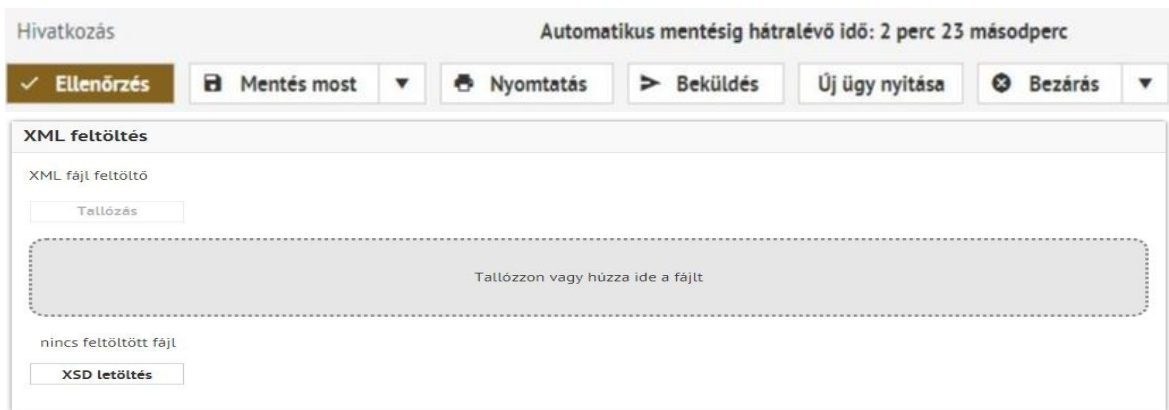 Hivatkozás
Automatikus mentésig hátralévő idő: 2 perc 23 másodperc
Ellenőrzés Mentés most Nyomtatás Beküldés Új ügy nyitása Bezárás
XML feltöltés
XML fájl feltöltő
Tallózás
Tallózzon vagy húzza ide a fájlt
nincs feltöltött fájl
XSD letöltés